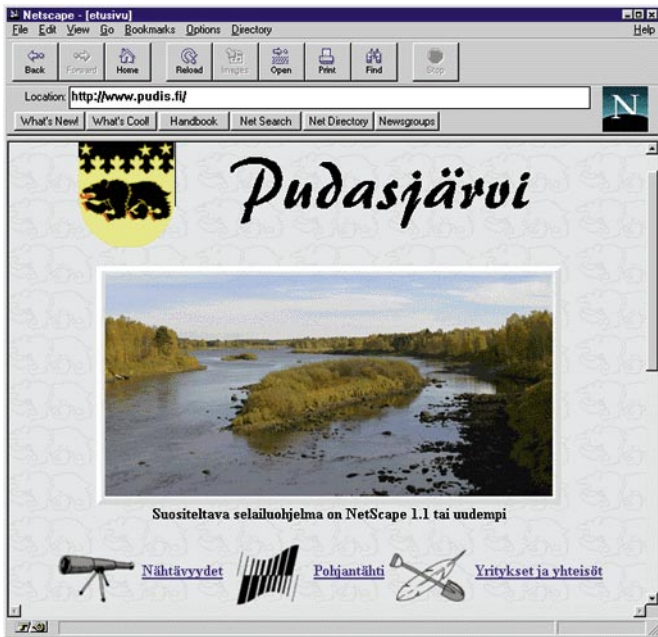 Netscape - [etusivu]
File Edit View Go Bookmarks Options Directory Help
Back Forward Home Reload Images Open Print Find Stop
Location: http://www.pudis.fi/
What's New! What's Cool! Handbook Net Search Net Directory Newsgroups
N
Pudasjärvi
Suositeltava selailuohjelma on NetScape 1.1 tai uudempi
Nähtävyydet Pohjantähti Yritykset ja yhteisöt